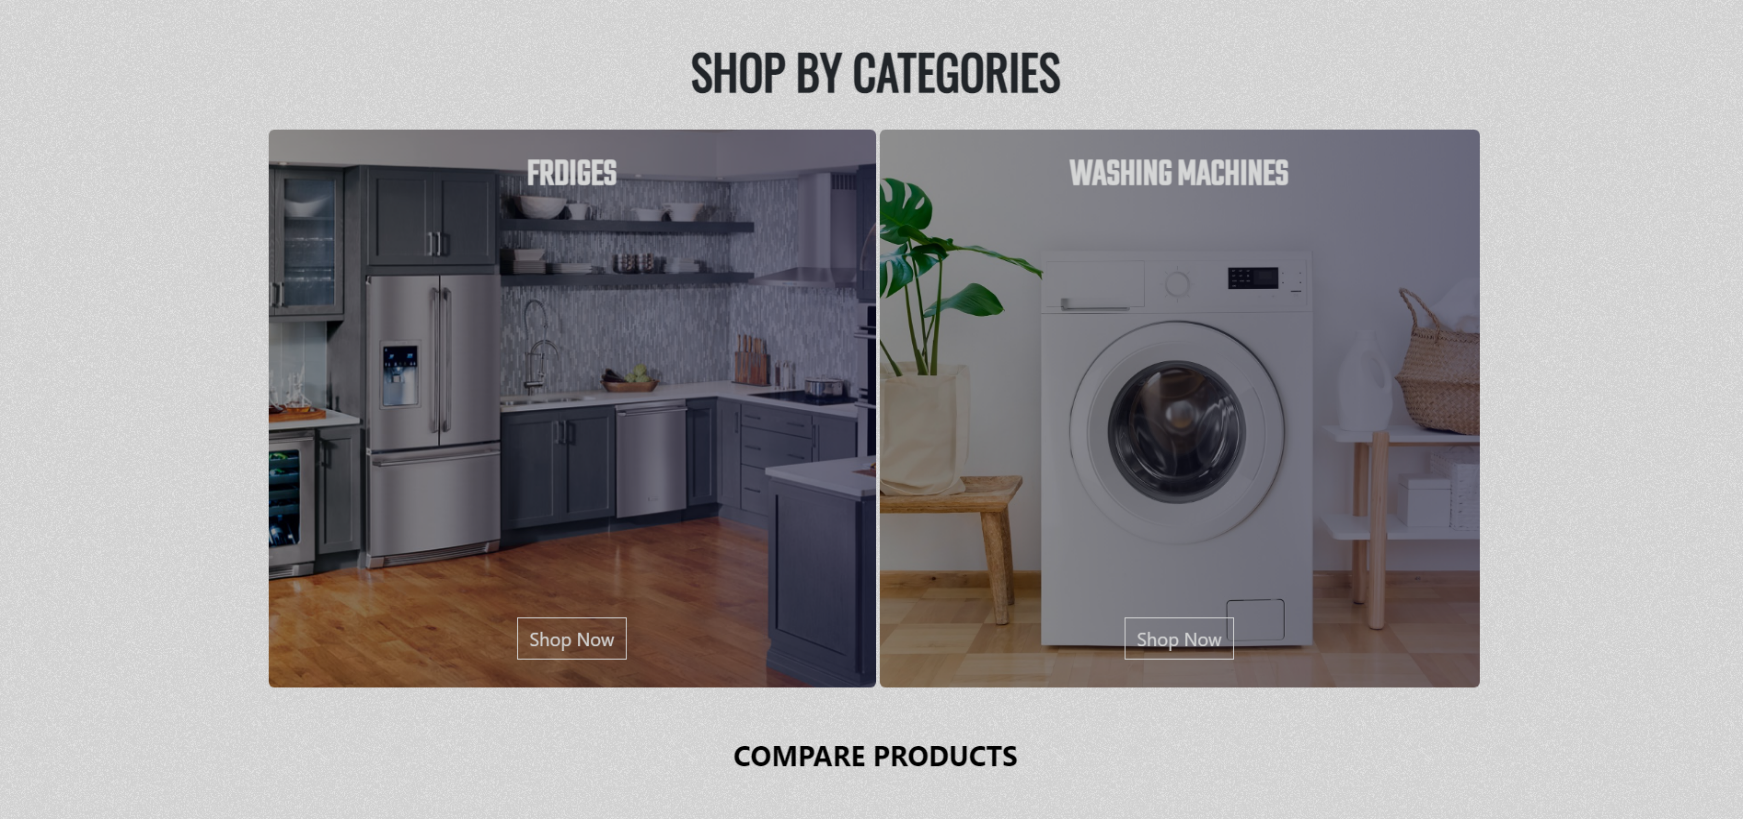 SHOP BY CATEGORIES
FRDIGES
WASHING MACHINES
Shop Now
Shop Now
COMPARE PRODUCTS